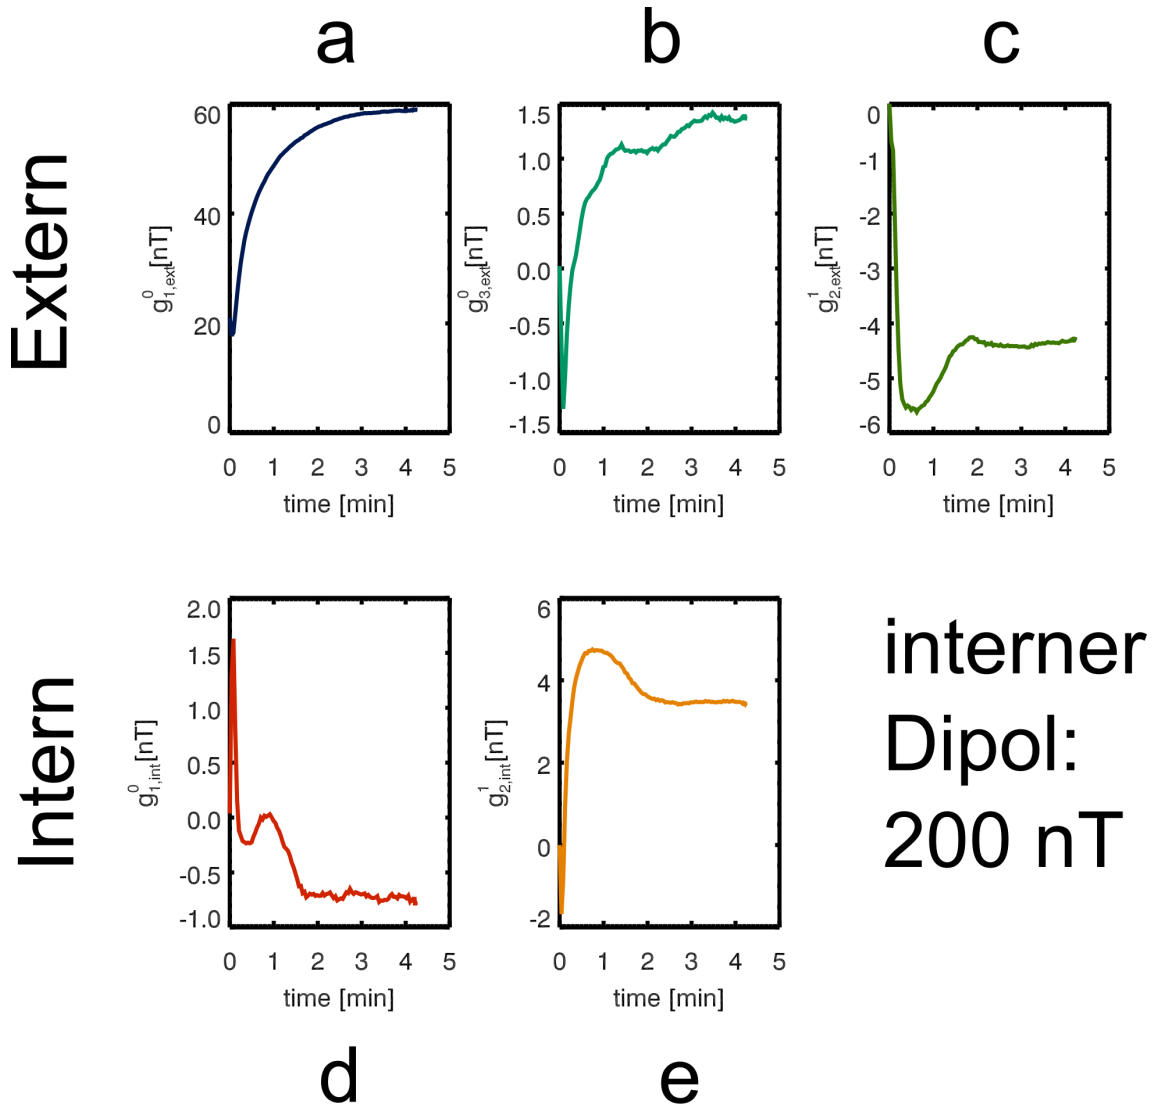 a b c
Extern
60
40
20
0
g⁰₁,ext[nT]
0 1 2 3 4 5
time [min]
1.5
1.0
0.5
0.0
-0.5
-1.0
-1.5
g⁰₃,ext[nT]
0 1 2 3 4 5
time [min]
0
-1
-2
-3
-4
-5
-6
g¹₂,ext[nT]
0 1 2 3 4 5
time [min]
Intern
2.0
1.5
1.0
0.5
0.0
-0.5
-1.0
g⁰₁,int[nT]
0 1 2 3 4 5
time [min]
6
4
2
0
-2
g¹₂,int[nT]
0 1 2 3 4 5
time [min]
interner
Dipol:
200 nT
d e